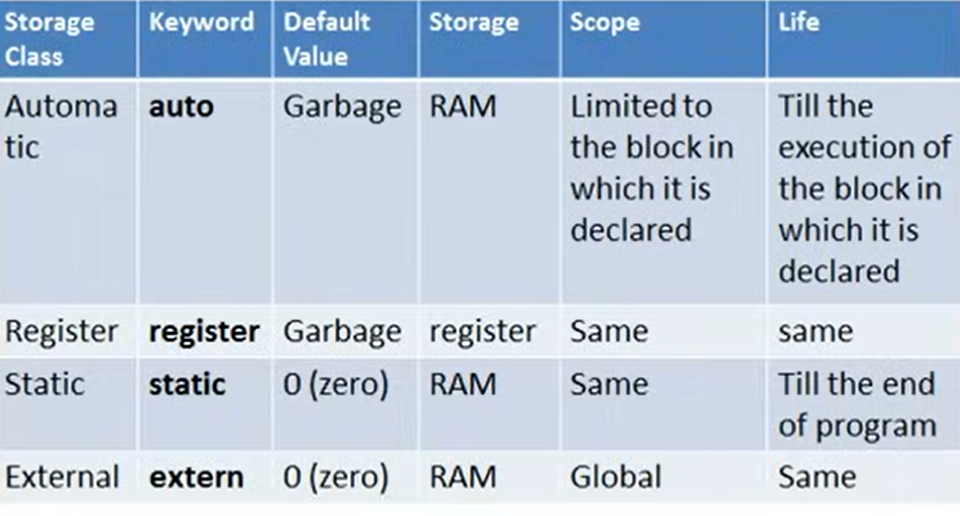 Storage Class | Keyword | Default Value | Storage | Scope | Life
Automa tic | auto | Garbage | RAM | Limited to the block in which it is declared | Till the execution of the block in which it is declared
Register | register | Garbage | register | Same | same
Static | static | 0 (zero) | RAM | Same | Till the end of program
External | extern | 0 (zero) | RAM | Global | Same